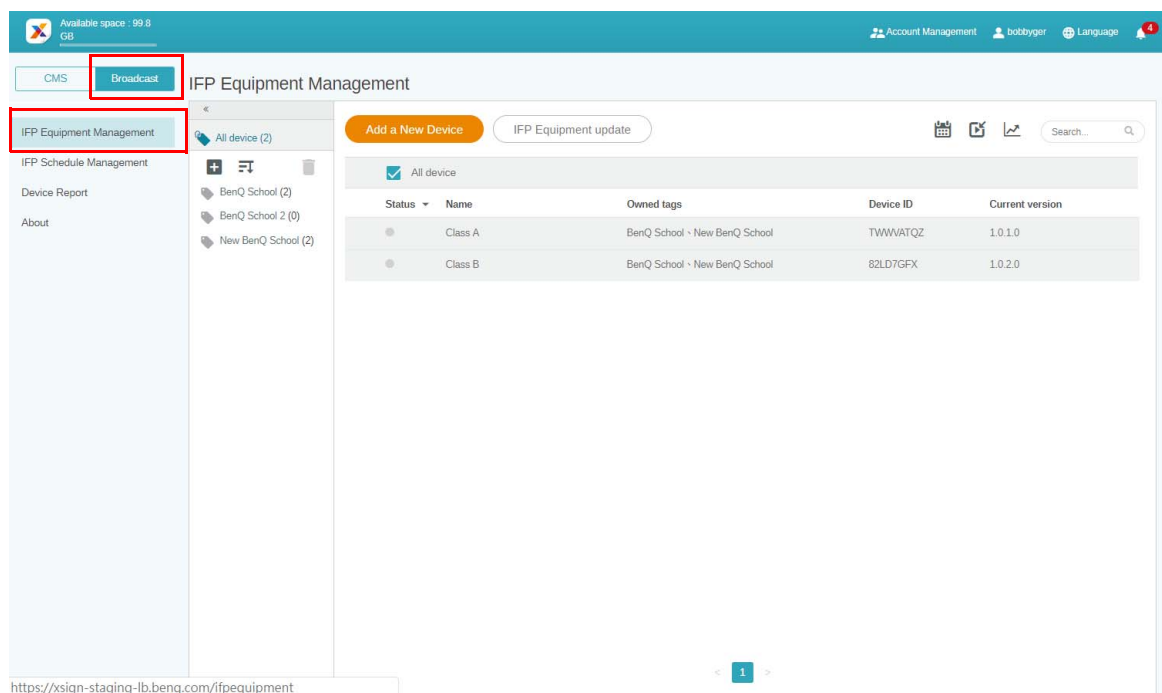 Available space : 99.8
GB
Account Management
bobbyger
Language
4
CMS
Broadcast
IFP Equipment Management
IFP Equipment Management
IFP Schedule Management
Device Report
About
«
All device (2)
BenQ School (2)
BenQ School 2 (0)
New BenQ School (2)
Add a New Device
IFP Equipment update
Search...
All device
Status Name Owned tags Device ID Current version
Class A BenQ School、New BenQ School TWWVATQZ 1.0.1.0
Class B BenQ School、New BenQ School 82LD7GFX 1.0.2.0
< 1 >
https://xsign-staging-lb.benq.com/ifpequipment